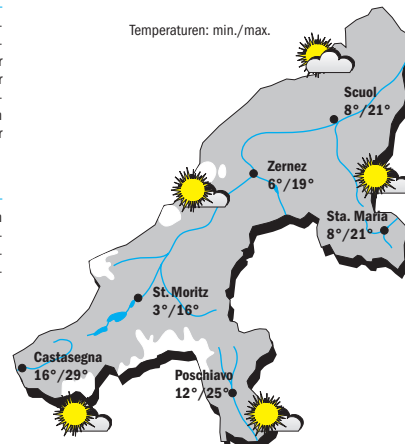 Temperaturen: min./max.
Scuol
8°/21°
Zernez
6°/19°
Sta. Maria
8°/21°
St. Moritz
3°/16°
Castasegna
16°/29°
Poschiavo
12°/25°